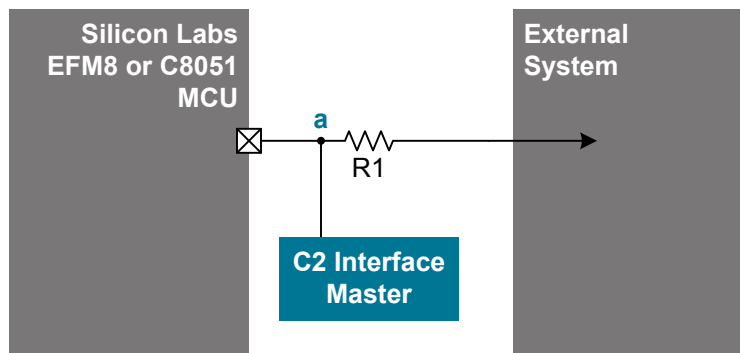 Silicon Labs
EFM8 or C8051
MCU
External
System
a
R1
C2 Interface
Master